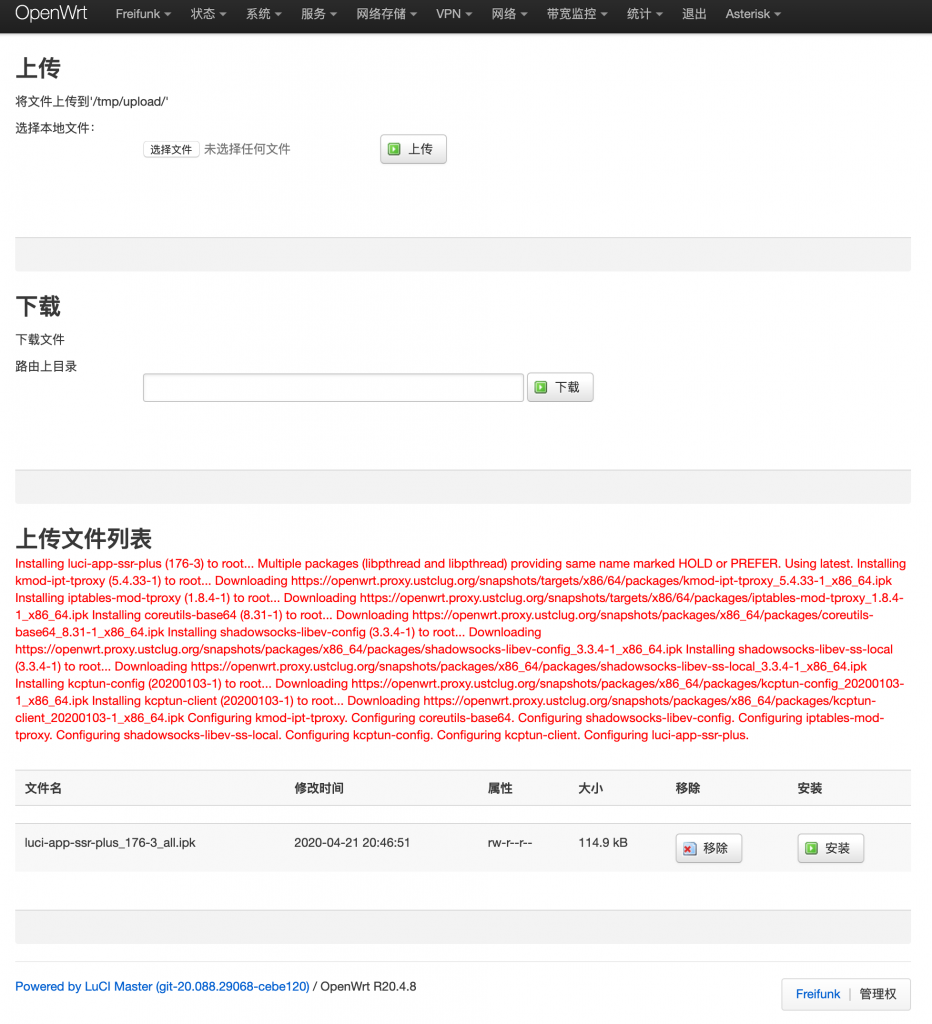 OpenWrt Freifunk 状态 系统 服务 网络存储 VPN 网络 带宽监控 统计 退出 Asterisk
上传
将文件上传到'/tmp/upload/'
选择本地文件：
选择文件 未选择任何文件 上传
下载
下载文件
路由上目录
下载
上传文件列表
Installing luci-app-ssr-plus (176-3) to root... Multiple packages (libpthread and libpthread) providing same name marked HOLD or PREFER. Using latest. Installing
kmod-ipt-tproxy (5.4.33-1) to root... Downloading https://openwrt.proxy.ustclug.org/snapshots/targets/x86/64/packages/kmod-ipt-tproxy_5.4.33-1_x86_64.ipk
Installing iptables-mod-tproxy (1.8.4-1) to root... Downloading https://openwrt.proxy.ustclug.org/snapshots/targets/x86/64/packages/iptables-mod-tproxy_1.8.4-
1_x86_64.ipk Installing coreutils-base64 (8.31-1) to root... Downloading https://openwrt.proxy.ustclug.org/snapshots/packages/x86_64/packages/coreutils-
base64_8.31-1_x86_64.ipk Installing shadowsocks-libev-config (3.3.4-1) to root... Downloading
https://openwrt.proxy.ustclug.org/snapshots/packages/x86_64/packages/shadowsocks-libev-config_3.3.4-1_x86_64.ipk Installing shadowsocks-libev-ss-local
(3.3.4-1) to root... Downloading https://openwrt.proxy.ustclug.org/snapshots/packages/x86_64/packages/shadowsocks-libev-ss-local_3.3.4-1_x86_64.ipk
Installing kcptun-config (20200103-1) to root... Downloading https://openwrt.proxy.ustclug.org/snapshots/packages/x86_64/packages/kcptun-config_20200103-
1_x86_64.ipk Installing kcptun-client (20200103-1) to root... Downloading https://openwrt.proxy.ustclug.org/snapshots/packages/x86_64/packages/kcptun-
client_20200103-1_x86_64.ipk Configuring kmod-ipt-tproxy. Configuring coreutils-base64. Configuring shadowsocks-libev-config. Configuring iptables-mod-
tproxy. Configuring shadowsocks-libev-ss-local. Configuring kcptun-config. Configuring kcptun-client. Configuring luci-app-ssr-plus.
文件名 修改时间 属性 大小 移除 安装
luci-app-ssr-plus_176-3_all.ipk 2020-04-21 20:46:51 rw-r--r-- 114.9 kB 移除 安装
Powered by LuCI Master (git-20.088.29068-cebe120) / OpenWrt R20.4.8
Freifunk | 管理权